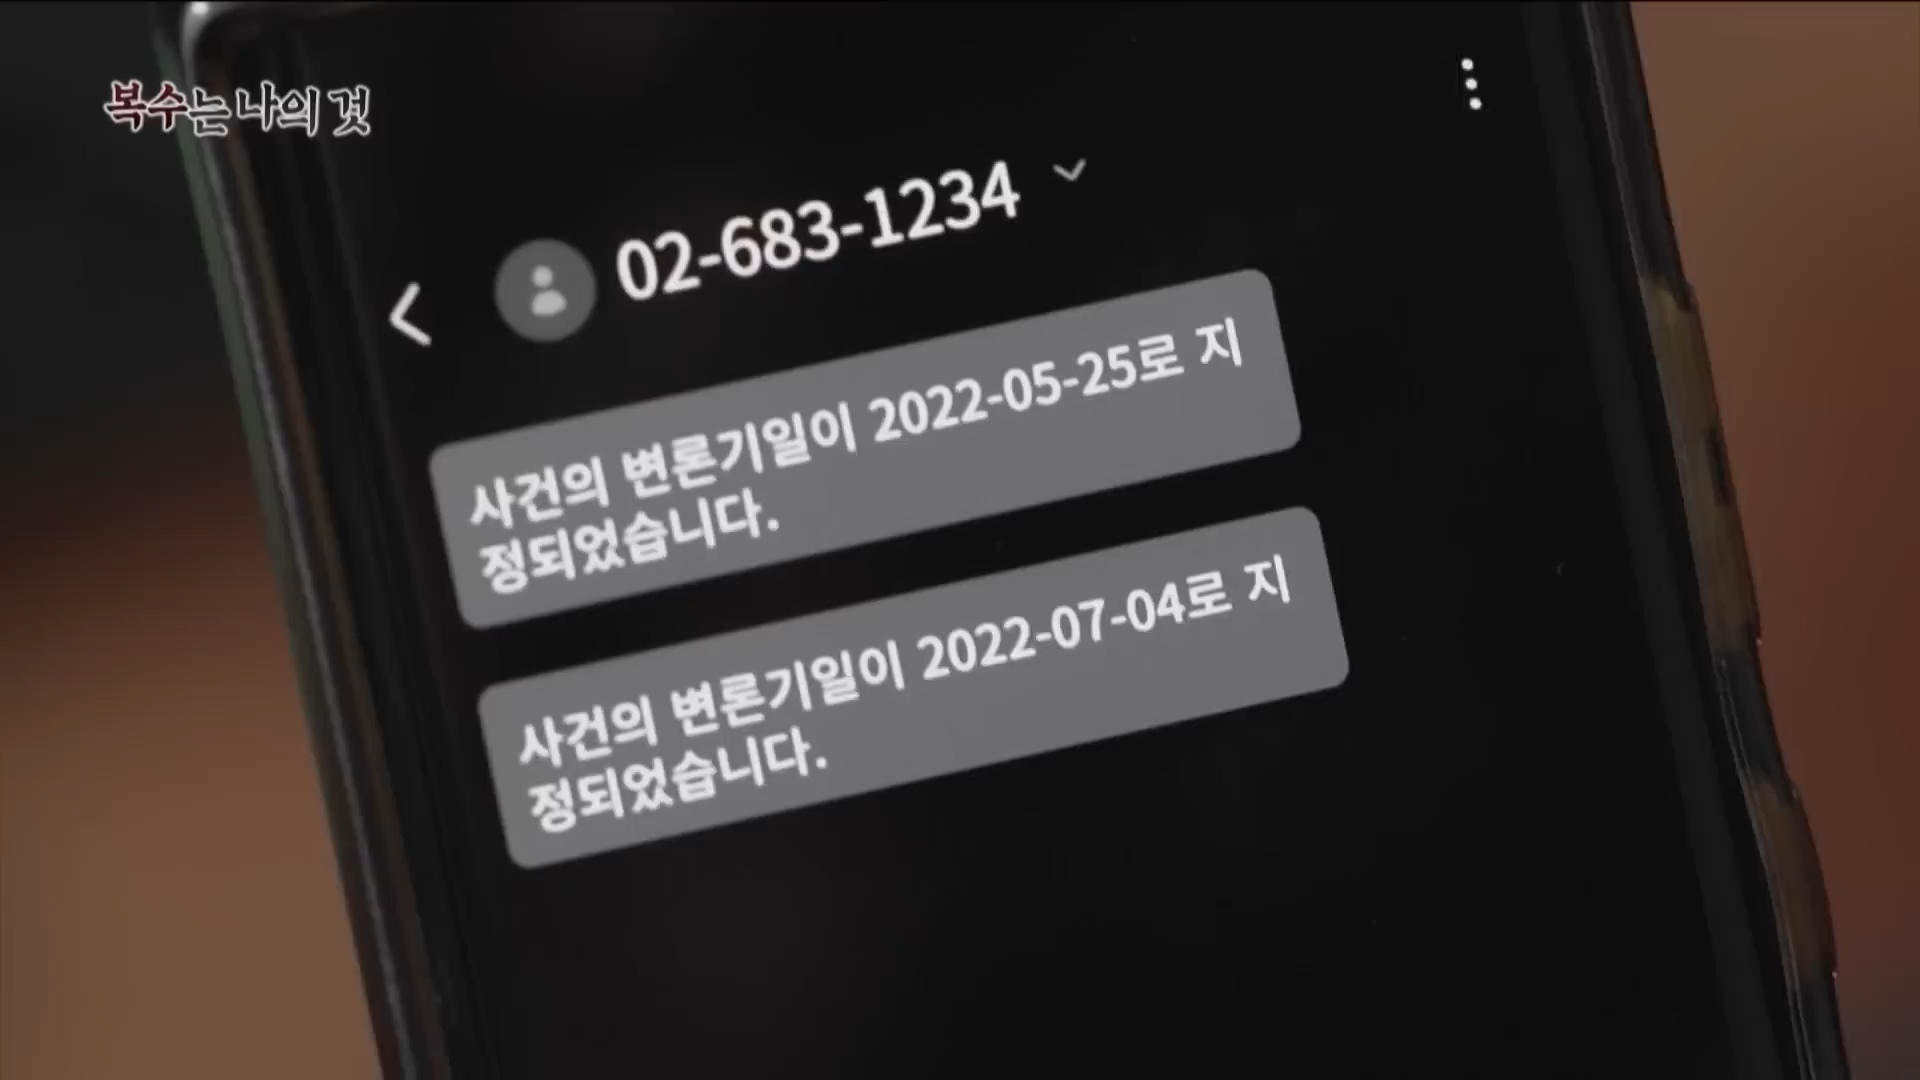 복수는 나의 것
02-683-1234
사건의 변론기일이 2022-05-25로 지
정되었습니다.
사건의 변론기일이 2022-07-04로 지
정되었습니다.